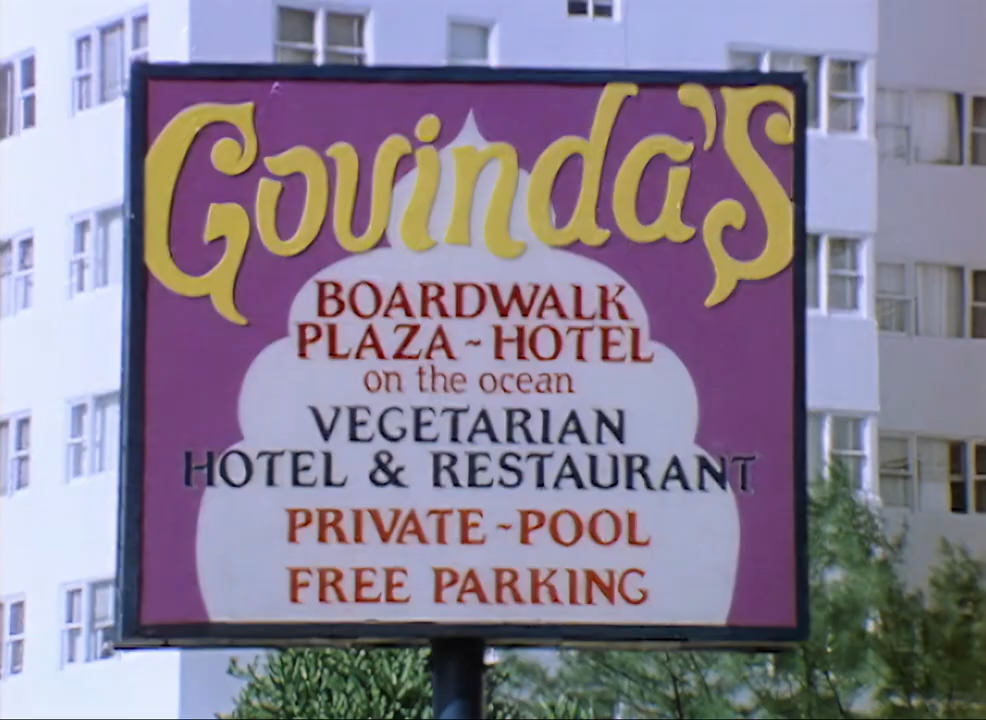 Govinda's
BOARDWALK
PLAZA ~ HOTEL
on the ocean
VEGETARIAN
HOTEL & RESTAURANT
PRIVATE ~ POOL
FREE PARKING